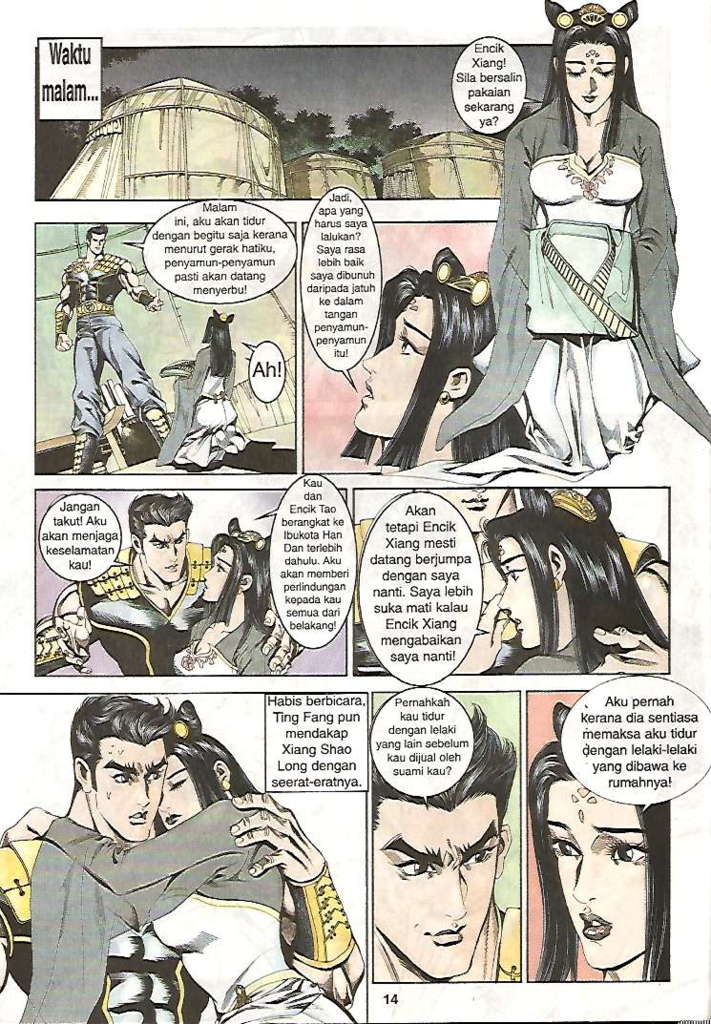 Waktu
malam...
Encik
Xiang!
Sila bersalin
pakaian
sekarang
ya?
Malam
ini, aku akan tidur
dengan begitu saja kerana
menurut gerak hatiku,
penyamun-penyamun
pasti akan datang
menyerbu!
Ah!
Jadi,
apa yang
harus saya
lalukan?
Saya rasa
lebih baik
saya dibunuh
daripada jatuh
ke dalam
tangan
penyamun-
penyamun
itu!
Jangan
takut! Aku
akan menjaga
keselamatan
kau!
Kau
dan
Encik Tao
berangkat ke
Ibukota Han
Dan terlebih
dahulu. Aku
akan memberi
perlindungan
kepada kau
semua dari
belakang!
Akan
tetapi Encik
Xiang mesti
datang berjumpa
dengan saya
nanti. Saya lebih
suka mati kalau
Encik Xiang
mengabaikan
saya nanti!
Habis berbicara,
Ting Fang pun
mendakap
Xiang Shao
Long dengan
seerat-eratnya.
Pernahkah
kau tidur
dengan lelaki
yang lain sebelum
kau dijual oleh
suami kau?
Aku pernah
kerana dia sentiasa
memaksa aku tidur
dengan lelaki-lelaki
yang dibawa ke
rumahnya!
14